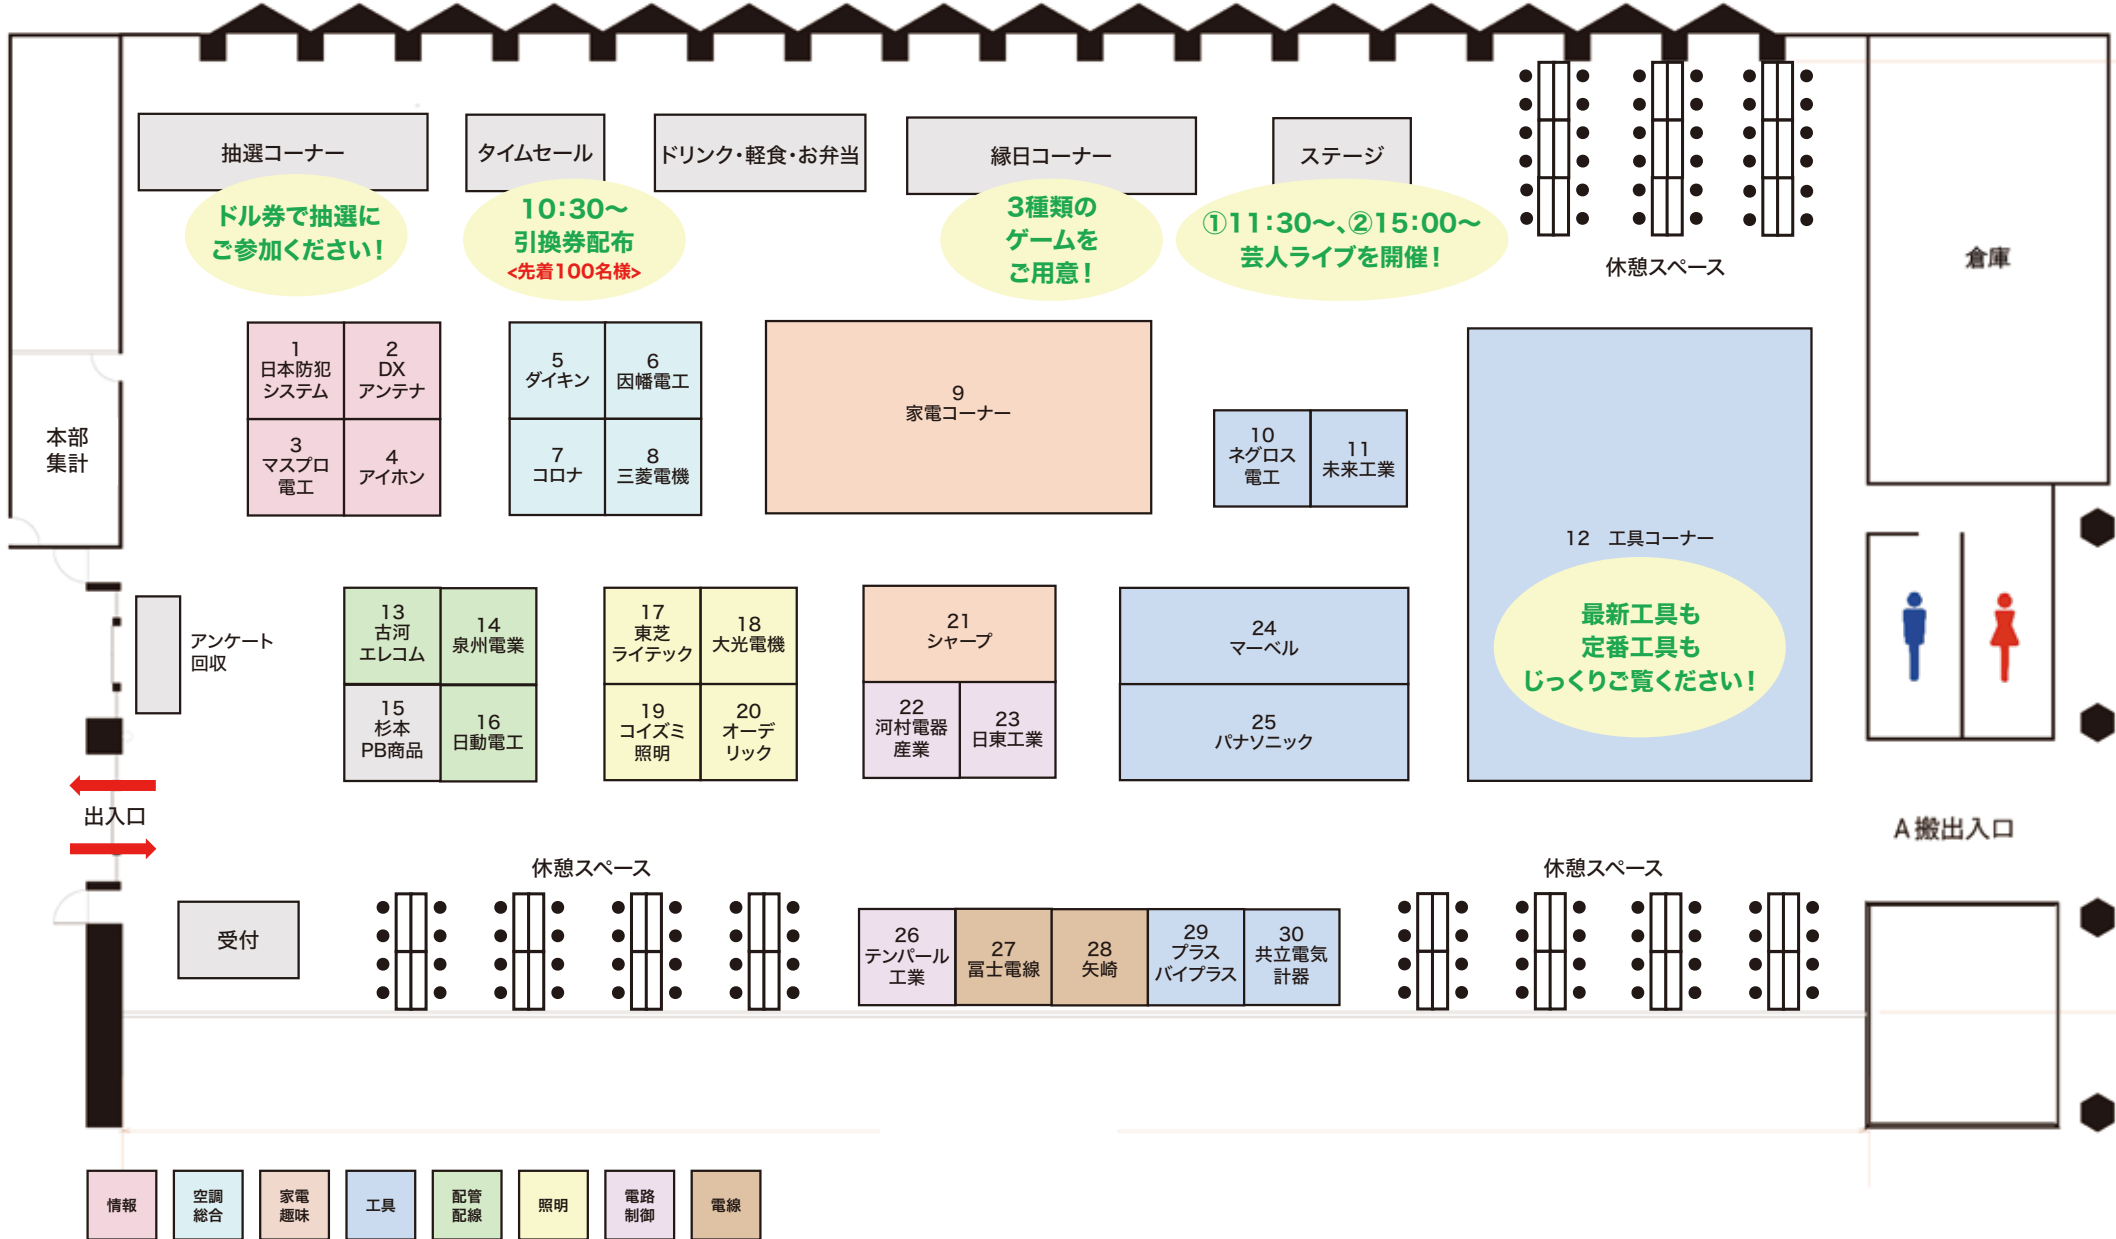 抽選コーナー
ドル券で抽選に
ご参加ください！
タイムセール
10：30～
引換券配布
<先着100名様>
ドリンク・軽食・お弁当
縁日コーナー
3種類の
ゲームを
ご用意！
ステージ
①11：30～、②15：00～
芸人ライブを開催！
休憩スペース
倉庫
本部
集計
1
日本防犯
システム
2
DX
アンテナ
3
マスプロ
電工
4
アイホン
5
ダイキン
6
因幡電工
7
コロナ
8
三菱電機
9
家電コーナー
10
ネグロス
電工
11
未来工業
12　工具コーナー
最新工具も
定番工具も
じっくりご覧ください！
アンケート
回収
13
古河
エレコム
14
泉州電業
15
杉本
PB商品
16
日動電工
17
東芝
ライテック
18
大光電機
19
コイズミ
照明
20
オーデ
リック
21
シャープ
22
河村電器
産業
23
日東工業
24
マーベル
25
パナソニック
出入口
A搬出入口
受付
休憩スペース
26
テンパール
工業
27
冨士電線
28
矢崎
29
プラス
バイプラス
30
共立電気
計器
休憩スペース
情報
空調
総合
家電
趣味
工具
配管
配線
照明
電路
制御
電線